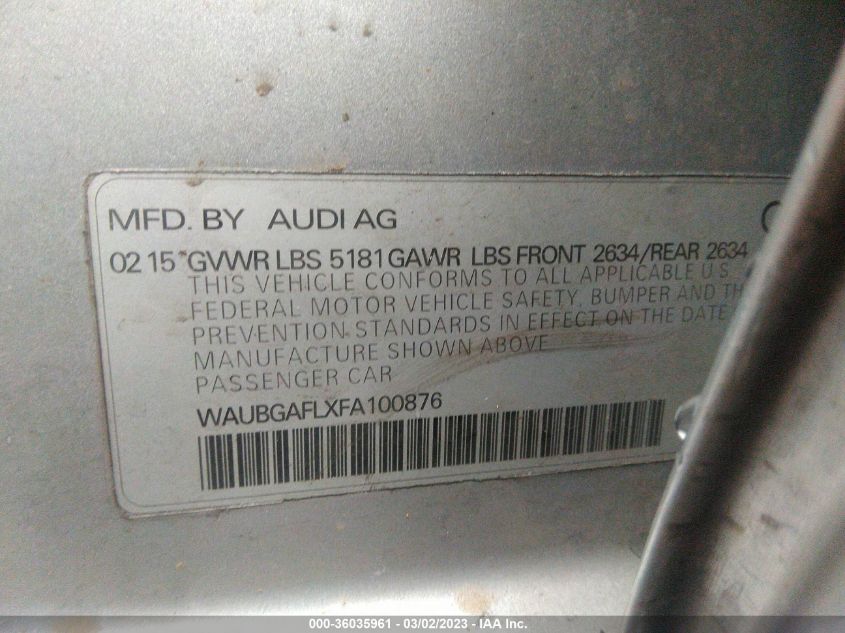 MFD. BY AUDI AG
02 15 GVWR LBS 5181 GAWR LBS FRONT 2634/REAR 2634
THIS VEHICLE CONFORMS TO ALL APPLICABLE U S
FEDERAL MOTOR VEHICLE SAFETY, BUMPER AND TH
PREVENTION STANDARDS IN EFFECT ON THE DATE
MANUFACTURE SHOWN ABOVE
PASSENGER CAR
WAUBGAFLXFA100876
000-36035961 - 03/02/2023 - IAA Inc.